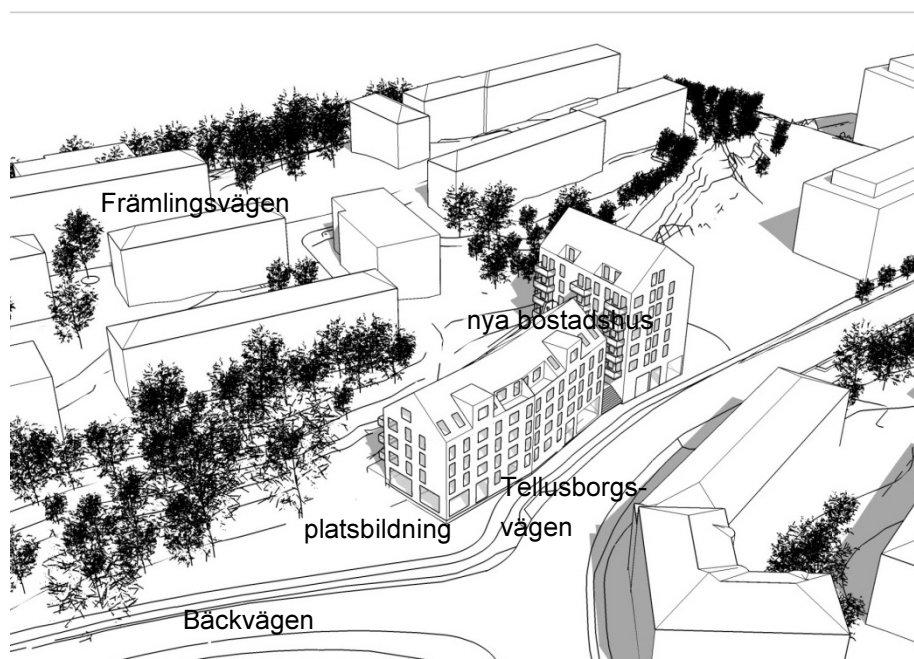 Främlingsvägen
nya bostadshus
Tellusborgs-
vägen
platsbildning
Bäckvägen